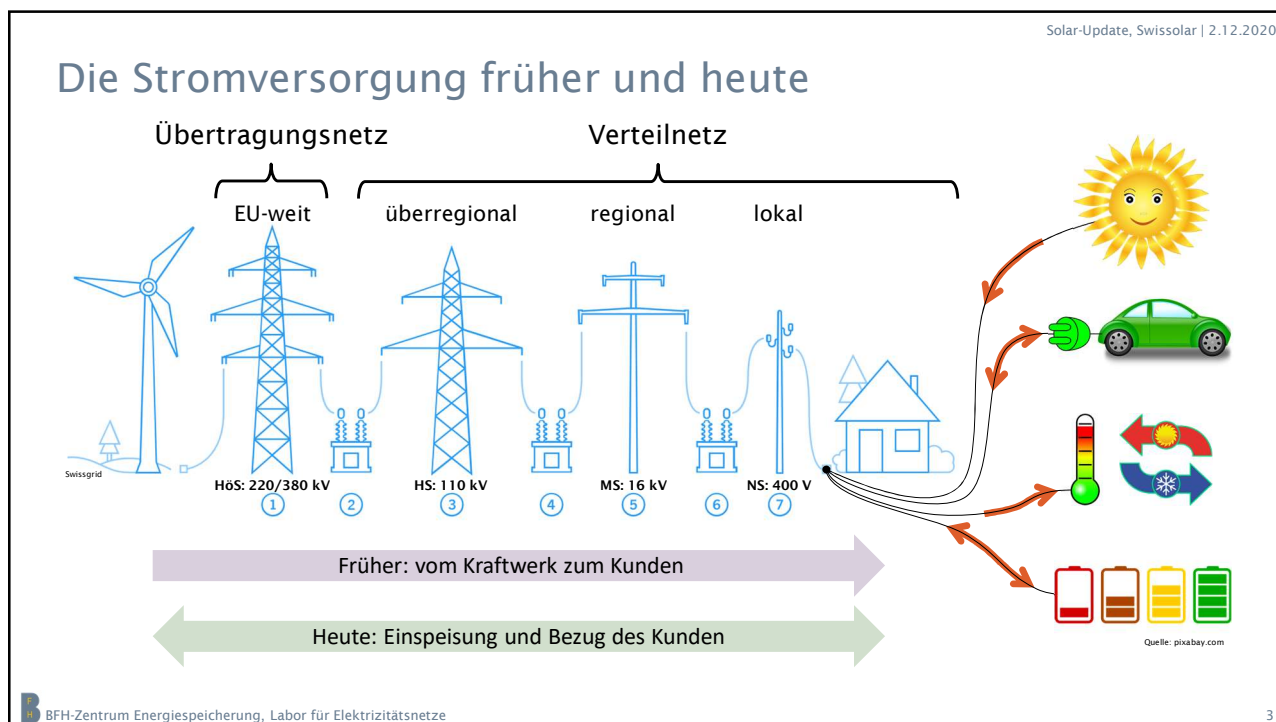 Solar-Update, Swissolar | 2.12.2020
Die Stromversorgung früher und heute
Übertragungsnetz
Verteilnetz
EU-weit
überregional
regional
lokal
Swissgrid
HöS: 220/380 kV
HS: 110 kV
MS: 16 kV
NS: 400 V
1 2 3 4 5 6 7
Früher: vom Kraftwerk zum Kunden
Heute: Einspeisung und Bezug des Kunden
Quelle: pixabay.com
BFH
BFH-Zentrum Energiespeicherung, Labor für Elektrizitätsnetze
3